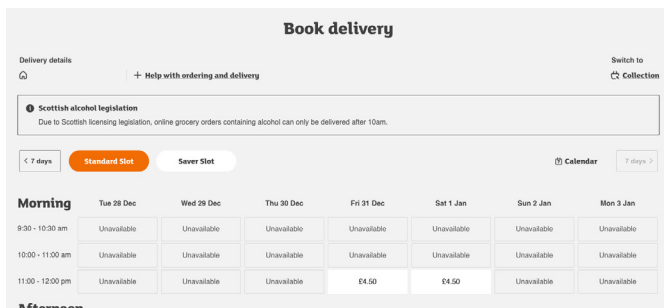 Book delivery
Delivery details
Switch to
+ Help with ordering and delivery
Collection
Scottish alcohol legislation
Due to Scottish licensing legislation, online grocery orders containing alcohol can only be delivered after 10am.
< 7 days Standard Slot Saver Slot Calendar 7 days >
Morning Tue 28 Dec Wed 29 Dec Thu 30 Dec Fri 31 Dec Sat 1 Jan Sun 2 Jan Mon 3 Jan
9:30 - 10:30 am Unavailable Unavailable Unavailable Unavailable Unavailable Unavailable Unavailable
10:00 - 11:00 am Unavailable Unavailable Unavailable Unavailable Unavailable Unavailable Unavailable
11:00 - 12:00 pm Unavailable Unavailable Unavailable £4.50 £4.50 Unavailable Unavailable
Afternoon